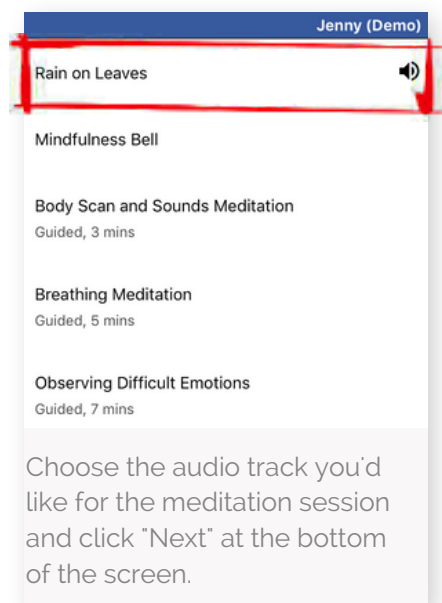 Jenny (Demo)
Rain on Leaves
Mindfulness Bell
Body Scan and Sounds Meditation
Guided, 3 mins
Breathing Meditation
Guided, 5 mins
Observing Difficult Emotions
Guided, 7 mins
Choose the audio track you'd
like for the meditation session
and click "Next" at the bottom
of the screen.